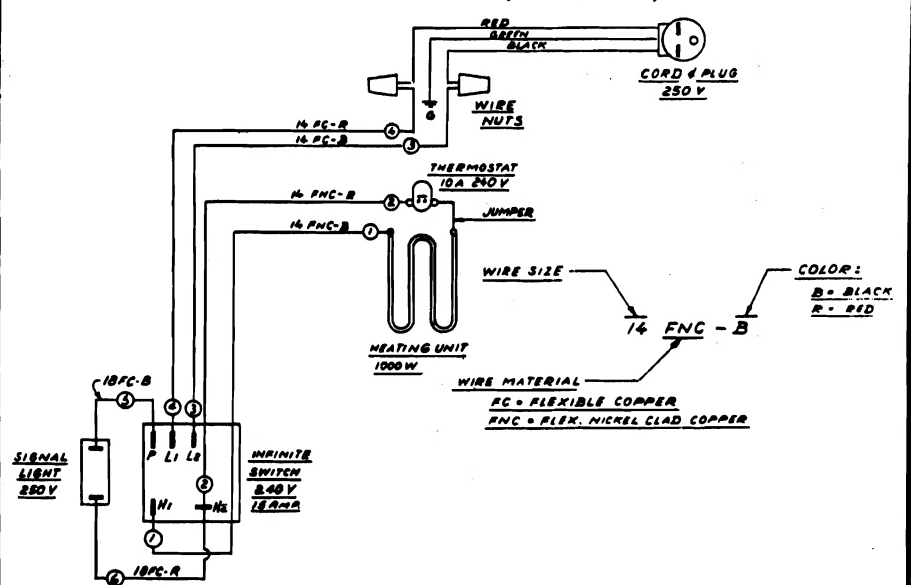 RED
GREEN
BLACK
CORD & PLUG
250 V
WIRE
NUTS
G
14 FC-R
4
14 FC-B
3
THERMOSTAT
10A 240V
14 FNC-R
2
JUMPER
14 FNC-B
1
HEATING UNIT
1000W
WIRE SIZE
COLOR:
B = BLACK
R = RED
14 FNC - B
WIRE MATERIAL
FC = FLEXIBLE COPPER
FNC = FLEX. NICKEL CLAD COPPER
18FC-B
5
4
3
P L1 L2
SIGNAL
LIGHT
250V
INFINITE
SWITCH
240V
15 AMP.
2
H1
H2
1
6
18FC-R